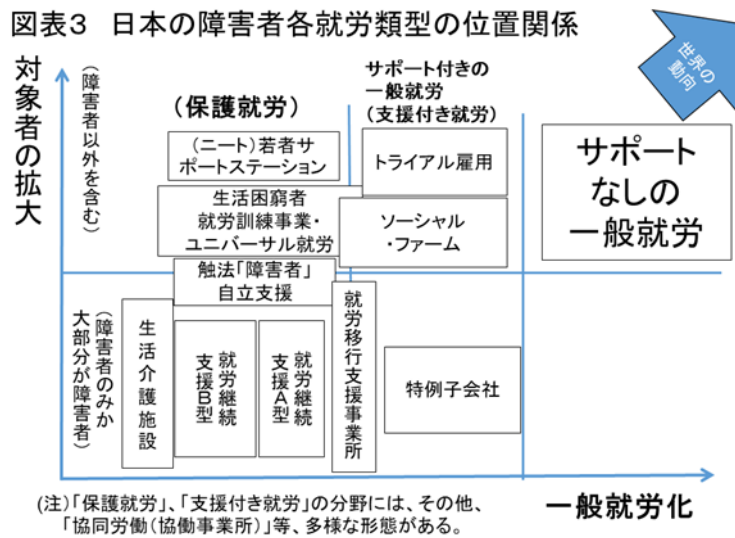 図表3　日本の障害者各就労類型の位置関係
世界の
動向
対象者の拡大
(障害者以外を含む)
(保護就労)
サポート付きの
一般就労
(支援付き就労)
(ニート)若者サ
ポートステーション
トライアル雇用
サポート
なしの
一般就労
生活困窮者
就労訓練事業・
ユニバーサル就労
ソーシャル
・ファーム
触法「障害者」
自立支援
(障害者のみか
大部分が障害者)
生活介護施設
就労継続
支援B型
就労継続
支援A型
就労移行支援事業所
特例子会社
(注)「保護就労」、「支援付き就労」の分野には、その他、
「協同労働(協働事業所)」等、多様な形態がある。
一般就労化